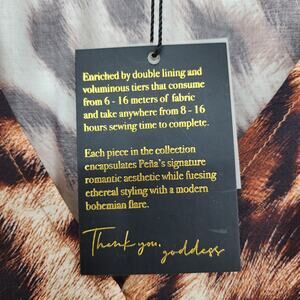 Enriched by double lining and
voluminous tiers that consume
from 6 - 16 meters of fabric
and take anywhere from 8 - 16
hours sewing time to complete.
Each piece in the collection
encapsulates Peña's signature
romantic aesthetic while fuesing
ethereal styling with a modern
bohemian flare.
Thank you,
goddess